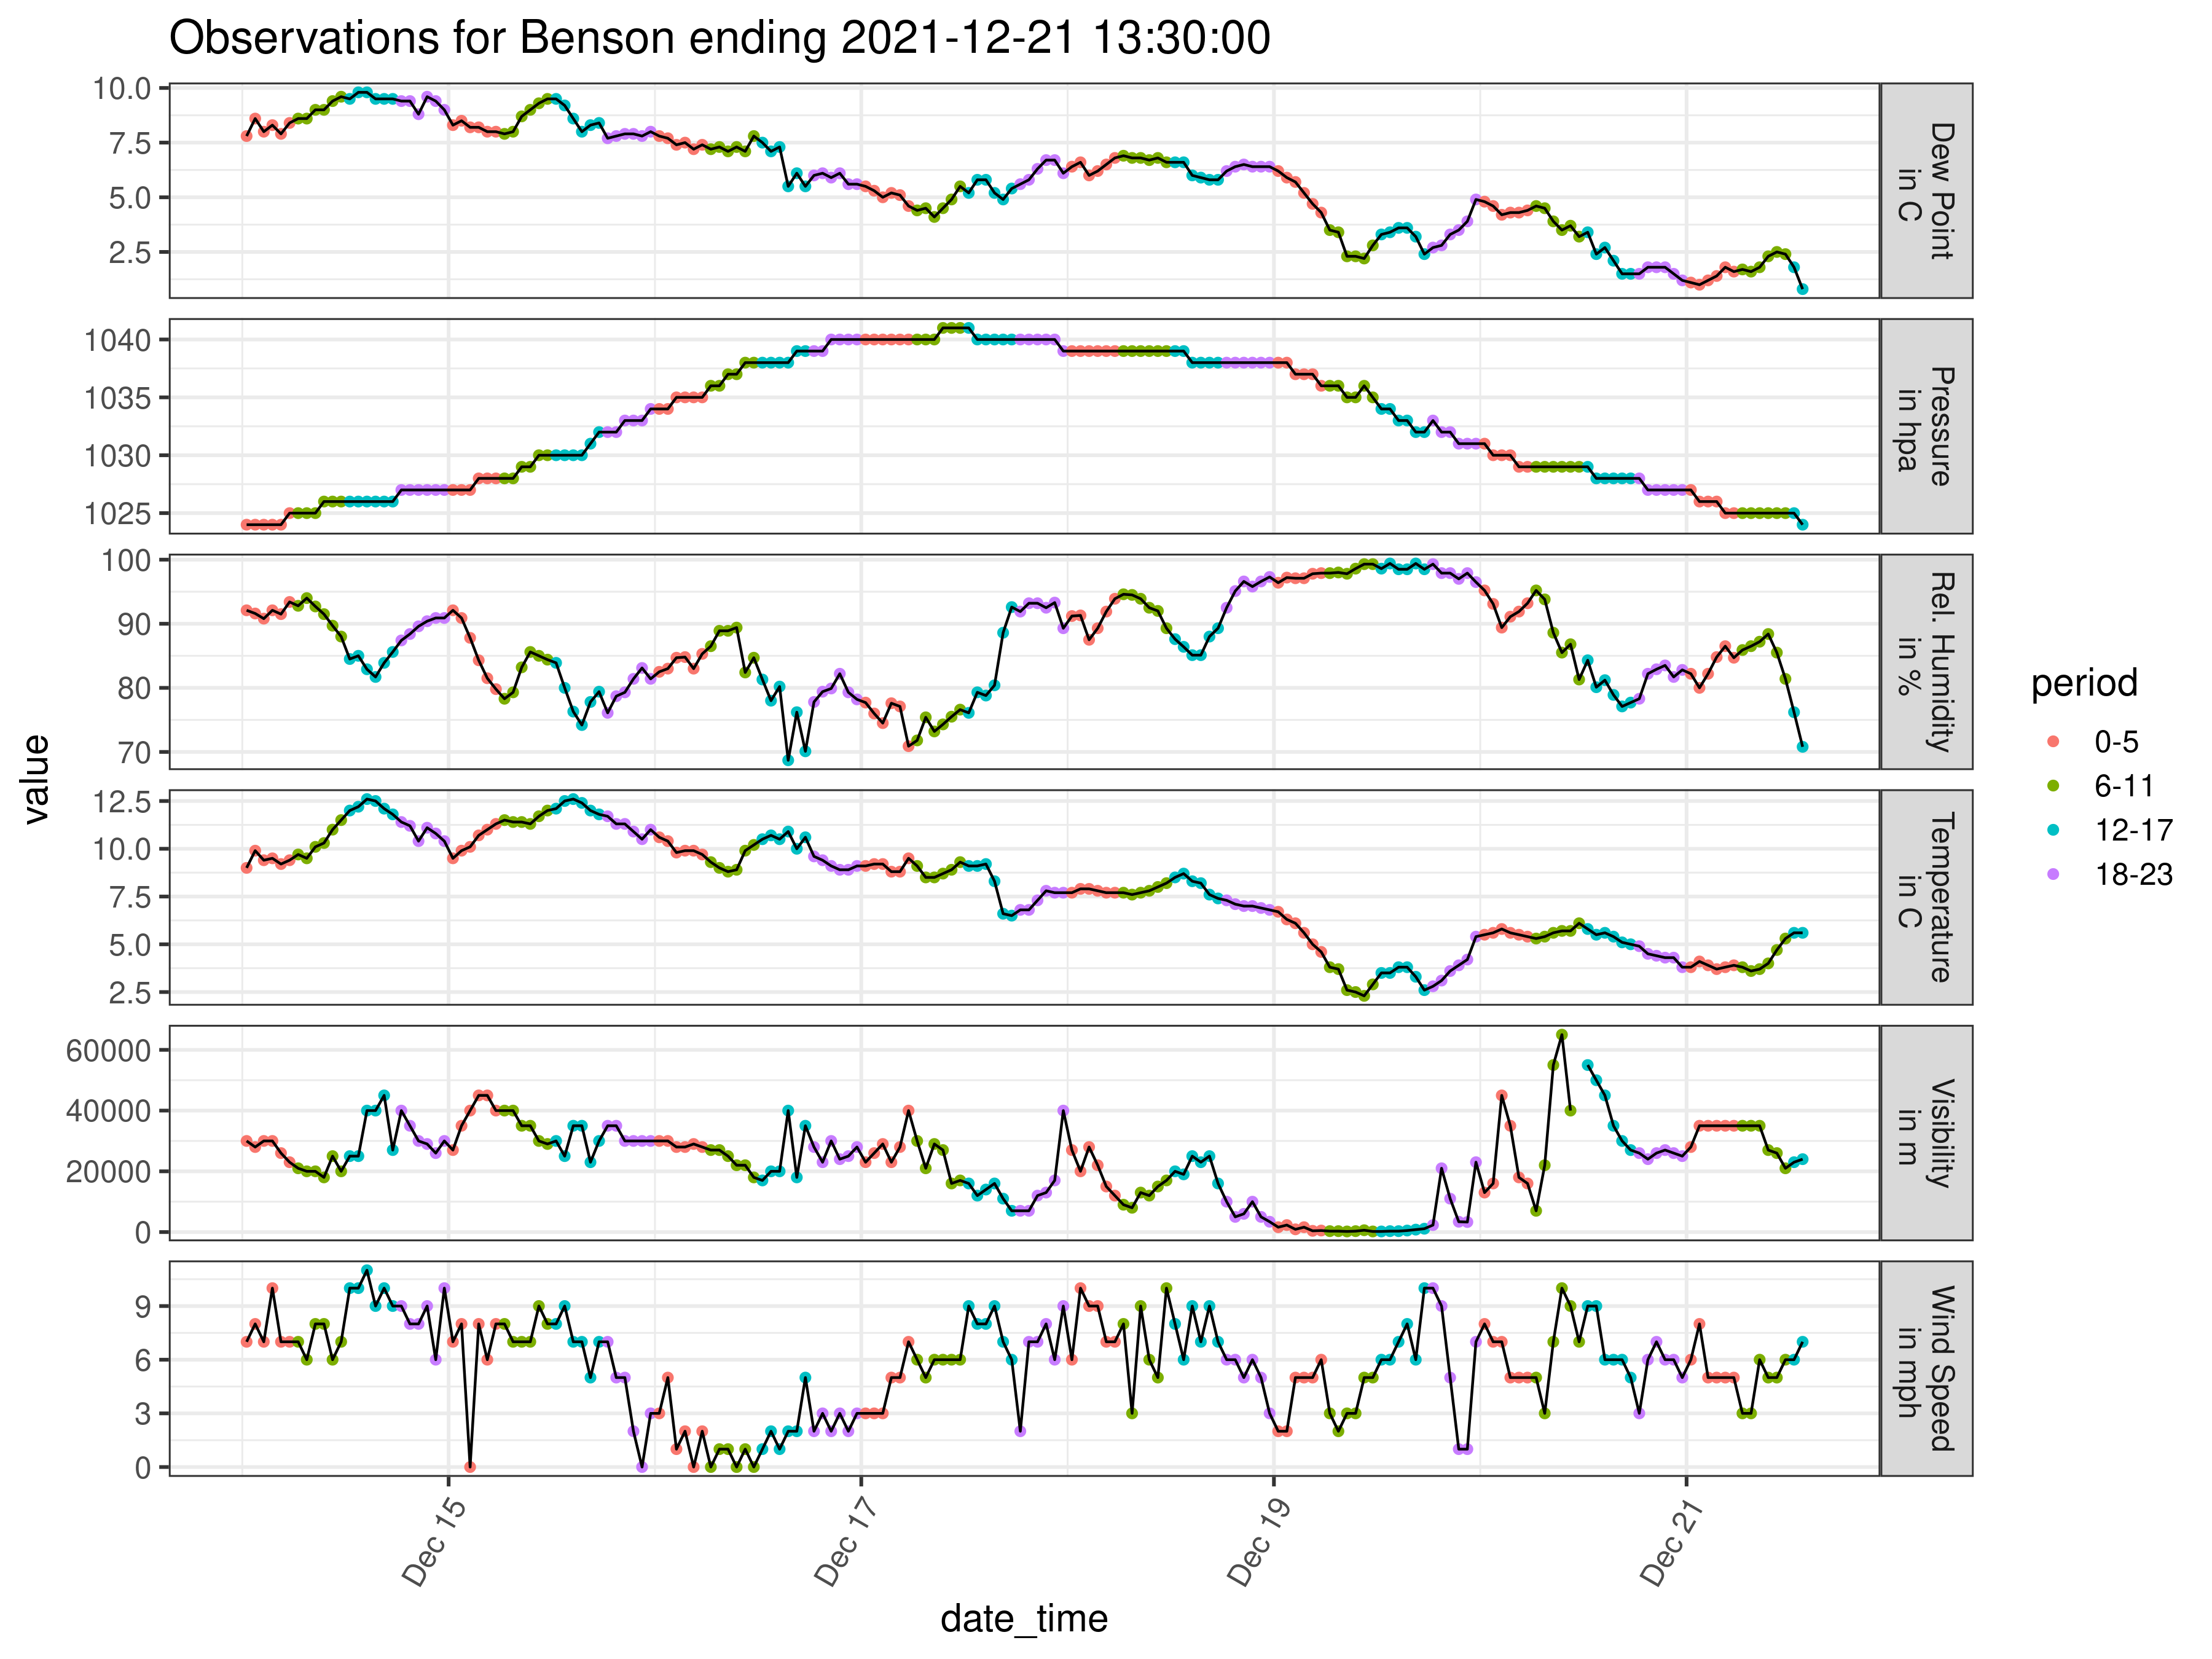 Observations for Benson ending 2021-12-21 13:30:00
value
10.0
7.5
5.0
2.5
Dew Point
in C
1040
1035
1030
1025
Pressure
in hpa
100
90
80
70
Rel. Humidity
in %
12.5
10.0
7.5
5.0
2.5
Temperature
in C
60000
40000
20000
0
Visibility
in m
9
6
3
0
Wind Speed
in mph
Dec 15
Dec 17
Dec 19
Dec 21
date_time
period
0-5
6-11
12-17
18-23